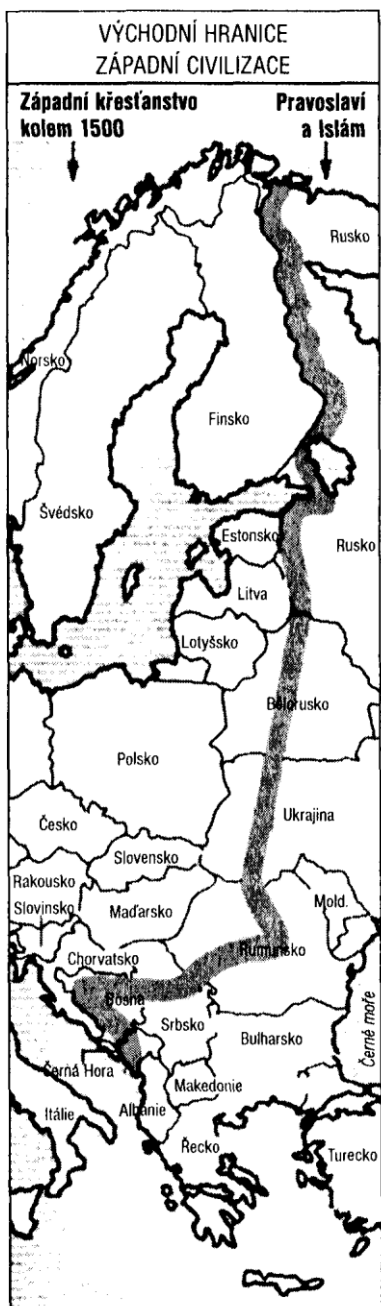 VÝCHODNÍ HRANICE
ZÁPADNÍ CIVILIZACE
Západní křesťanstvo
kolem 1500
Pravoslaví
a Islám
Rusko
Norsko
Finsko
Švédsko
Estonsko
Rusko
Litva
Lotyšsko
Bělorusko
Polsko
Ukrajina
Česko
Slovensko
Rakousko
Mold.
Slovinsko
Maďarsko
Rumunsko
Chorvatsko
Bosna
Srbsko
Bulharsko
Černé moře
Černá Hora
Makedonie
Itálie
Albánie
Řecko
Turecko